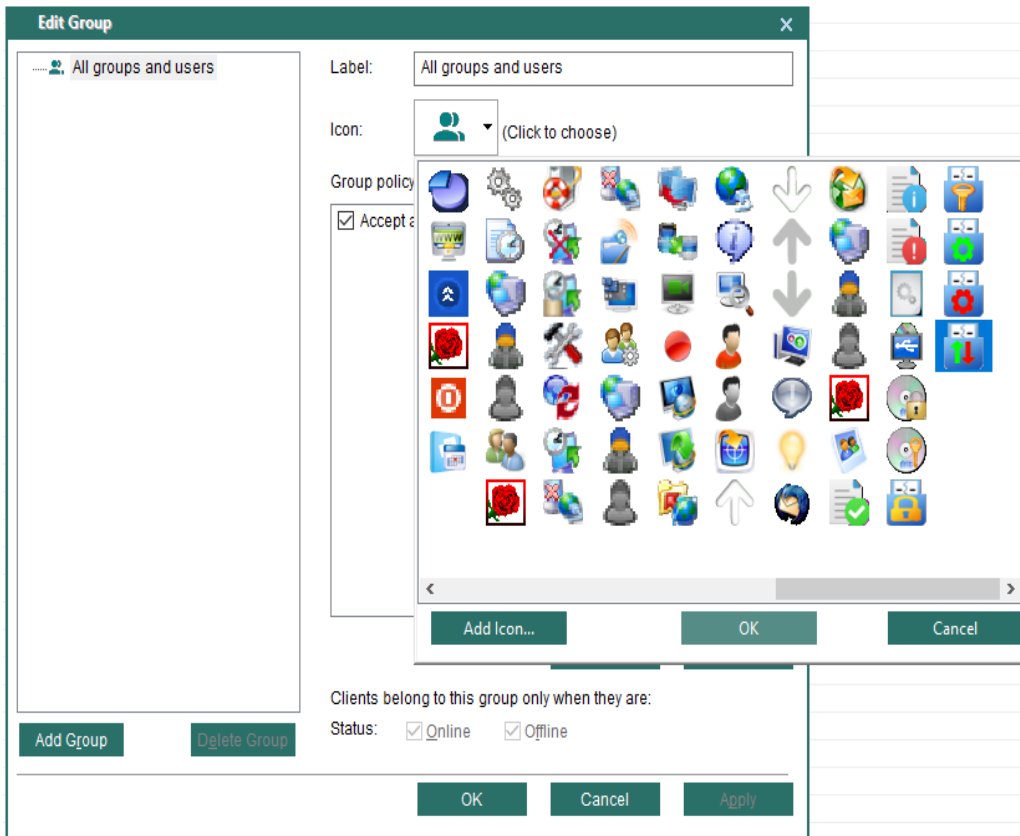 Edit Group
All groups and users
Label: All groups and users
Icon: (Click to choose)
Group policy
Accept a
www
Add Icon... OK Cancel
Clients belong to this group only when they are:
Status: Online Offline
Add Group Delete Group
OK Cancel Apply